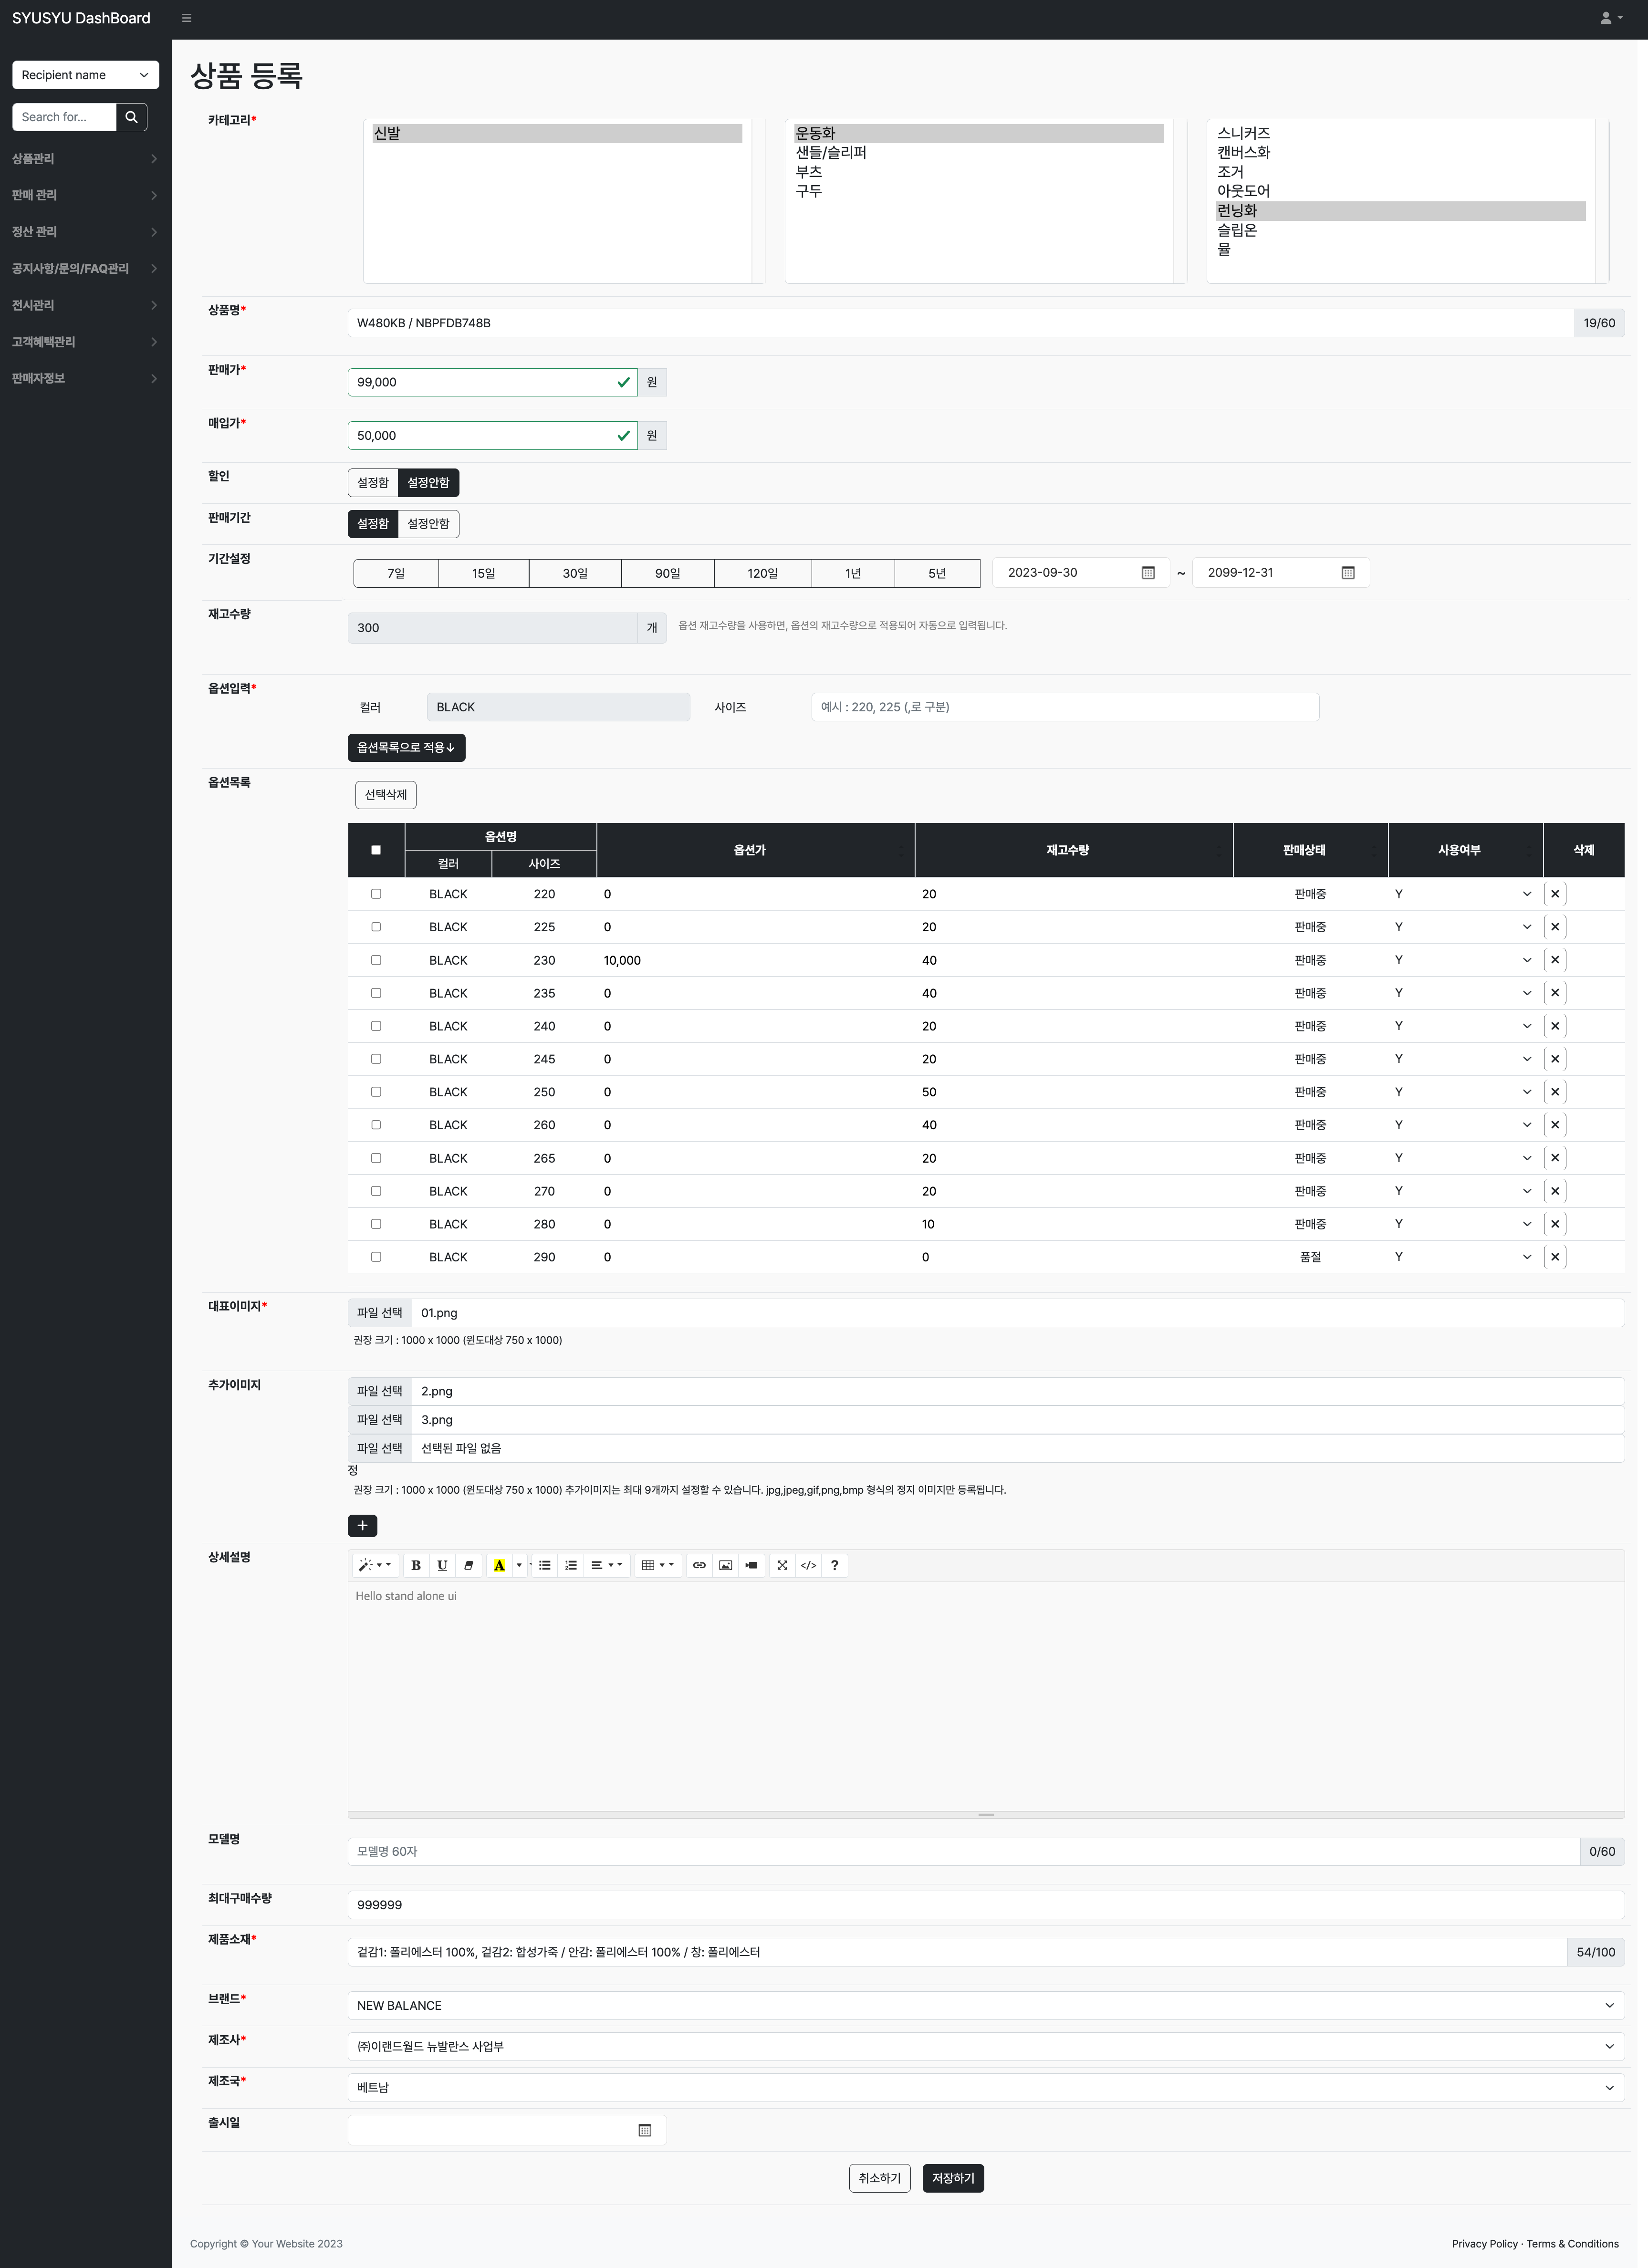 SYUSYU DashBoard
Recipient name
Search for...
상품관리
판매 관리
정산 관리
공지사항/문의/FAQ관리
전시관리
고객혜택관리
판매자정보
상품 등록
카테고리*
신발
운동화
샌들/슬리퍼
부츠
구두
스니커즈
캔버스화
조거
아웃도어
런닝화
슬립온
뮬
상품명*
W480KB / NBPFDB748B 19/60
판매가*
99,000 원
매입가*
50,000 원
할인 설정함 설정안함
판매기간 설정함 설정안함
기간설정 7일 15일 30일 90일 120일 1년 5년 2023-09-30 ~ 2099-12-31
재고수량
300 개 옵션 재고수량을 사용하면, 옵션의 재고수량으로 적용되어 자동으로 입력됩니다.
옵션입력*
컬러 BLACK 사이즈 예시 : 220, 225 (,로 구분)
옵션목록으로 적용↓
옵션목록
선택삭제
옵션명 옵션가 재고수량 판매상태 사용여부 삭제
컬러 사이즈
BLACK 220 0 20 판매중 Y ×
BLACK 225 0 20 판매중 Y ×
BLACK 230 10,000 40 판매중 Y ×
BLACK 235 0 40 판매중 Y ×
BLACK 240 0 20 판매중 Y ×
BLACK 245 0 20 판매중 Y ×
BLACK 250 0 50 판매중 Y ×
BLACK 260 0 40 판매중 Y ×
BLACK 265 0 20 판매중 Y ×
BLACK 270 0 20 판매중 Y ×
BLACK 280 0 10 판매중 Y ×
BLACK 290 0 0 품절 Y ×
대표이미지*
파일 선택 01.png
권장 크기 : 1000 x 1000 (윈도대상 750 x 1000)
추가이미지
파일 선택 2.png
파일 선택 3.png
파일 선택 선택된 파일 없음
정
권장 크기 : 1000 x 1000 (윈도대상 750 x 1000) 추가이미지는 최대 9개까지 설정할 수 있습니다. jpg,jpeg,gif,png,bmp 형식의 정지 이미지만 등록됩니다.
+
상세설명
B U A </> ?
Hello stand alone ui
모델명
모델명 60자 0/60
최대구매수량
999999
제품소재*
겉감1: 폴리에스터 100%, 겉감2: 합성가죽 / 안감: 폴리에스터 100% / 창: 폴리에스터 54/100
브랜드*
NEW BALANCE
제조사*
㈜이랜드월드 뉴발란스 사업부
제조국*
베트남
출시일
취소하기 저장하기
Copyright © Your Website 2023
Privacy Policy · Terms & Conditions